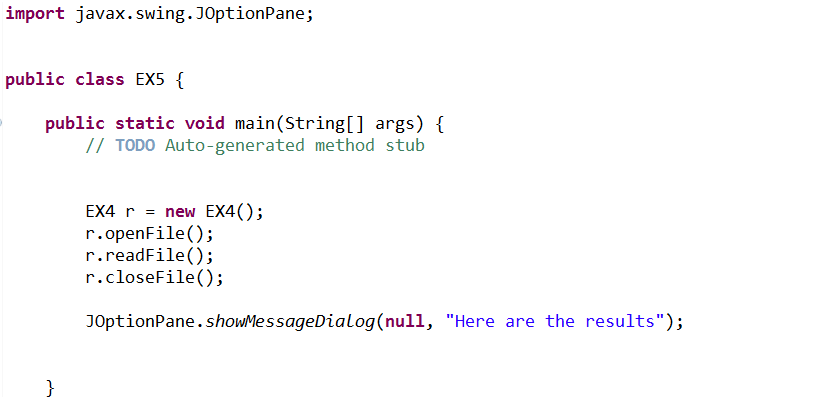 import javax.swing.JOptionPane;
public class EX5 {
public static void main(String[] args) {
// TODO Auto-generated method stub
EX4 r = new EX4();
r.openFile();
r.readFile();
r.closeFile();
JOptionPane.showMessageDialog(null, "Here are the results");
}